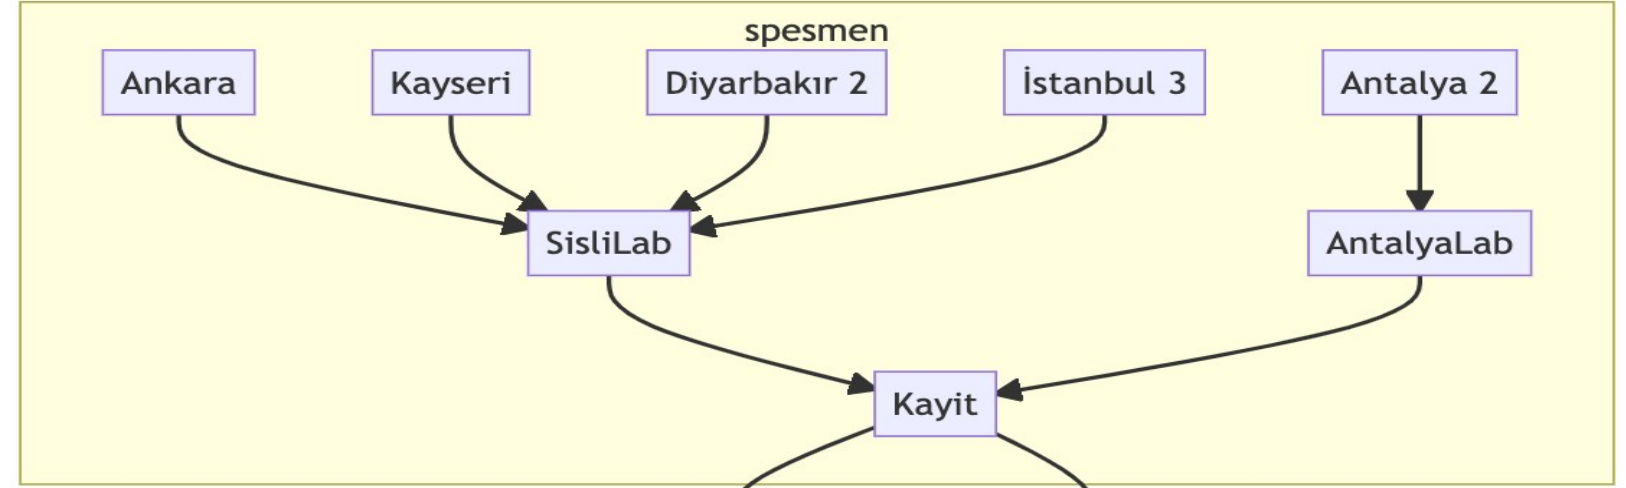 spesmen
Ankara
Kayseri
Diyarbakır 2
İstanbul 3
Antalya 2
SisliLab
AntalyaLab
Kayit